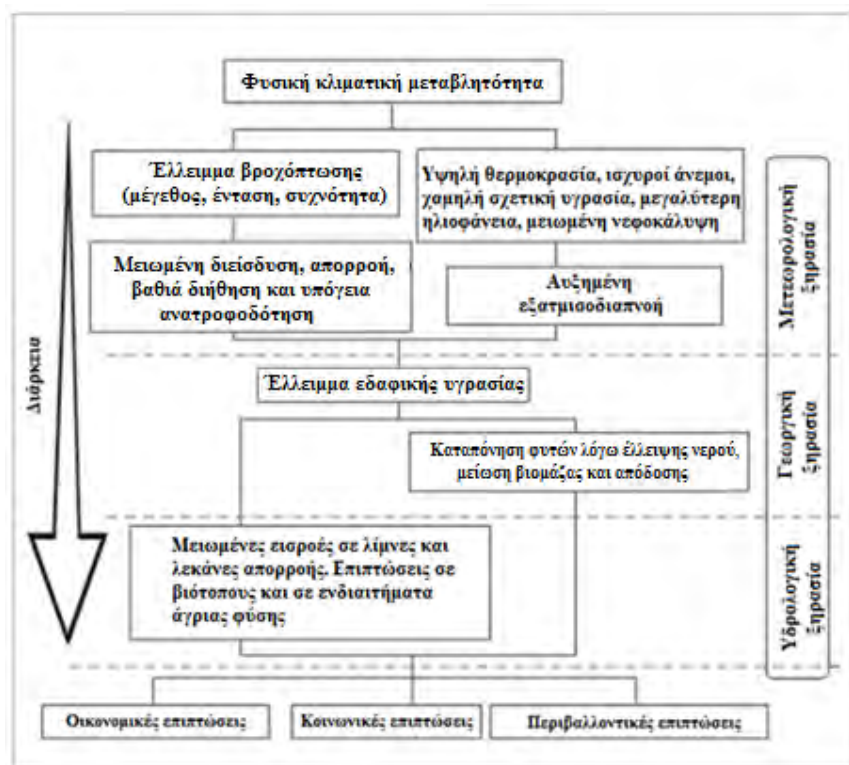 Φυσική κλιματική μεταβλητότητα
Έλλειμμα βροχόπτωσης
(μέγεθος, ένταση, συχνότητα)
Υψηλή θερμοκρασία, ισχυροί άνεμοι,
χαμηλή σχετική υγρασία, μεγαλύτερη
ηλιοφάνεια, μειωμένη νεφοκάλυψη
Μειωμένη διείσδυση, απορροή,
βαθιά διήθηση και υπόγεια
ανατροφοδότηση
Αυξημένη
εξατμισοδιαπνοή
Μετεωρολογική
ξηρασία
Διάρκεια
Έλλειμμα εδαφικής υγρασίας
Καταπόνηση φυτών λόγω έλλειψης νερού,
μείωση βιομάζας και απόδοσης
Γεωργική
ξηρασία
Μειωμένες εισροές σε λίμνες και
λεκάνες απορροής. Επιπτώσεις σε
βιότοπους και σε ενδιαιτήματα
άγριας φύσης
Υδρολογική
ξηρασία
Οικονομικές επιπτώσεις
Κοινωνικές επιπτώσεις
Περιβαλλοντικές επιπτώσεις